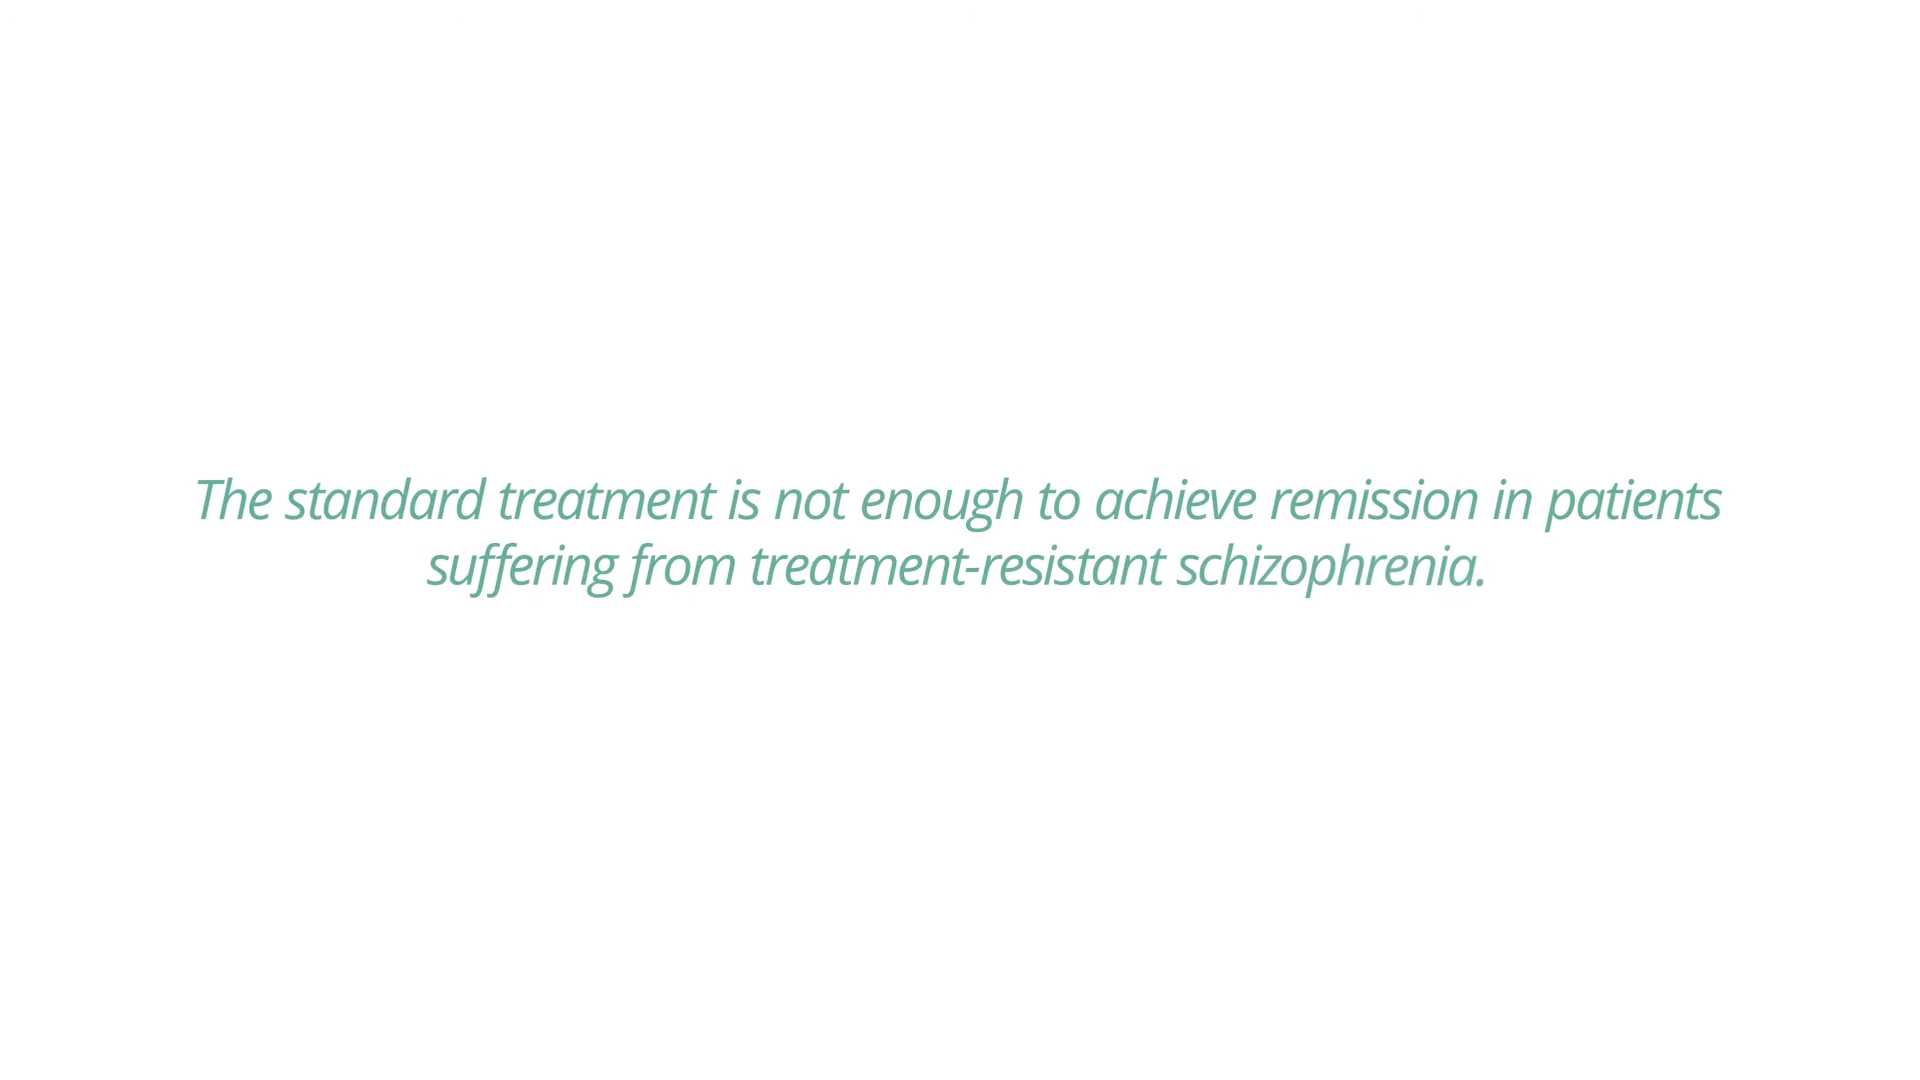 The standard treatment is not enough to achieve remission in patients
suffering from treatment-resistant schizophrenia.